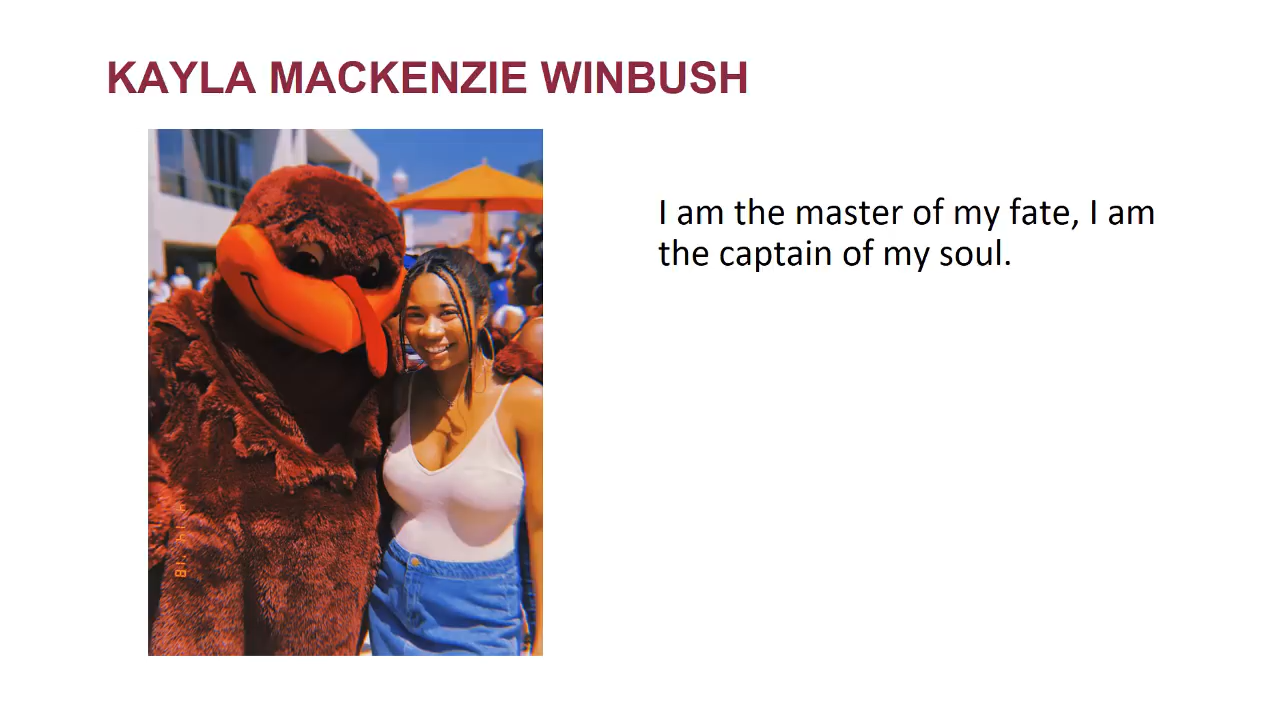 KAYLA MACKENZIE WINBUSH
I am the master of my fate, I am
the captain of my soul.